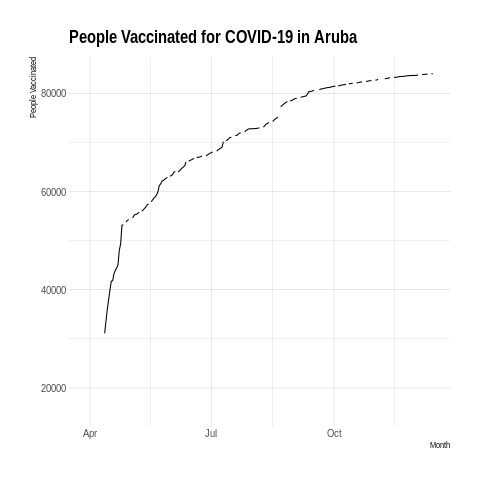 People Vaccinated for COVID-19 in Aruba
People Vaccinated
80000
60000
40000
20000
Apr Jul Oct
Month